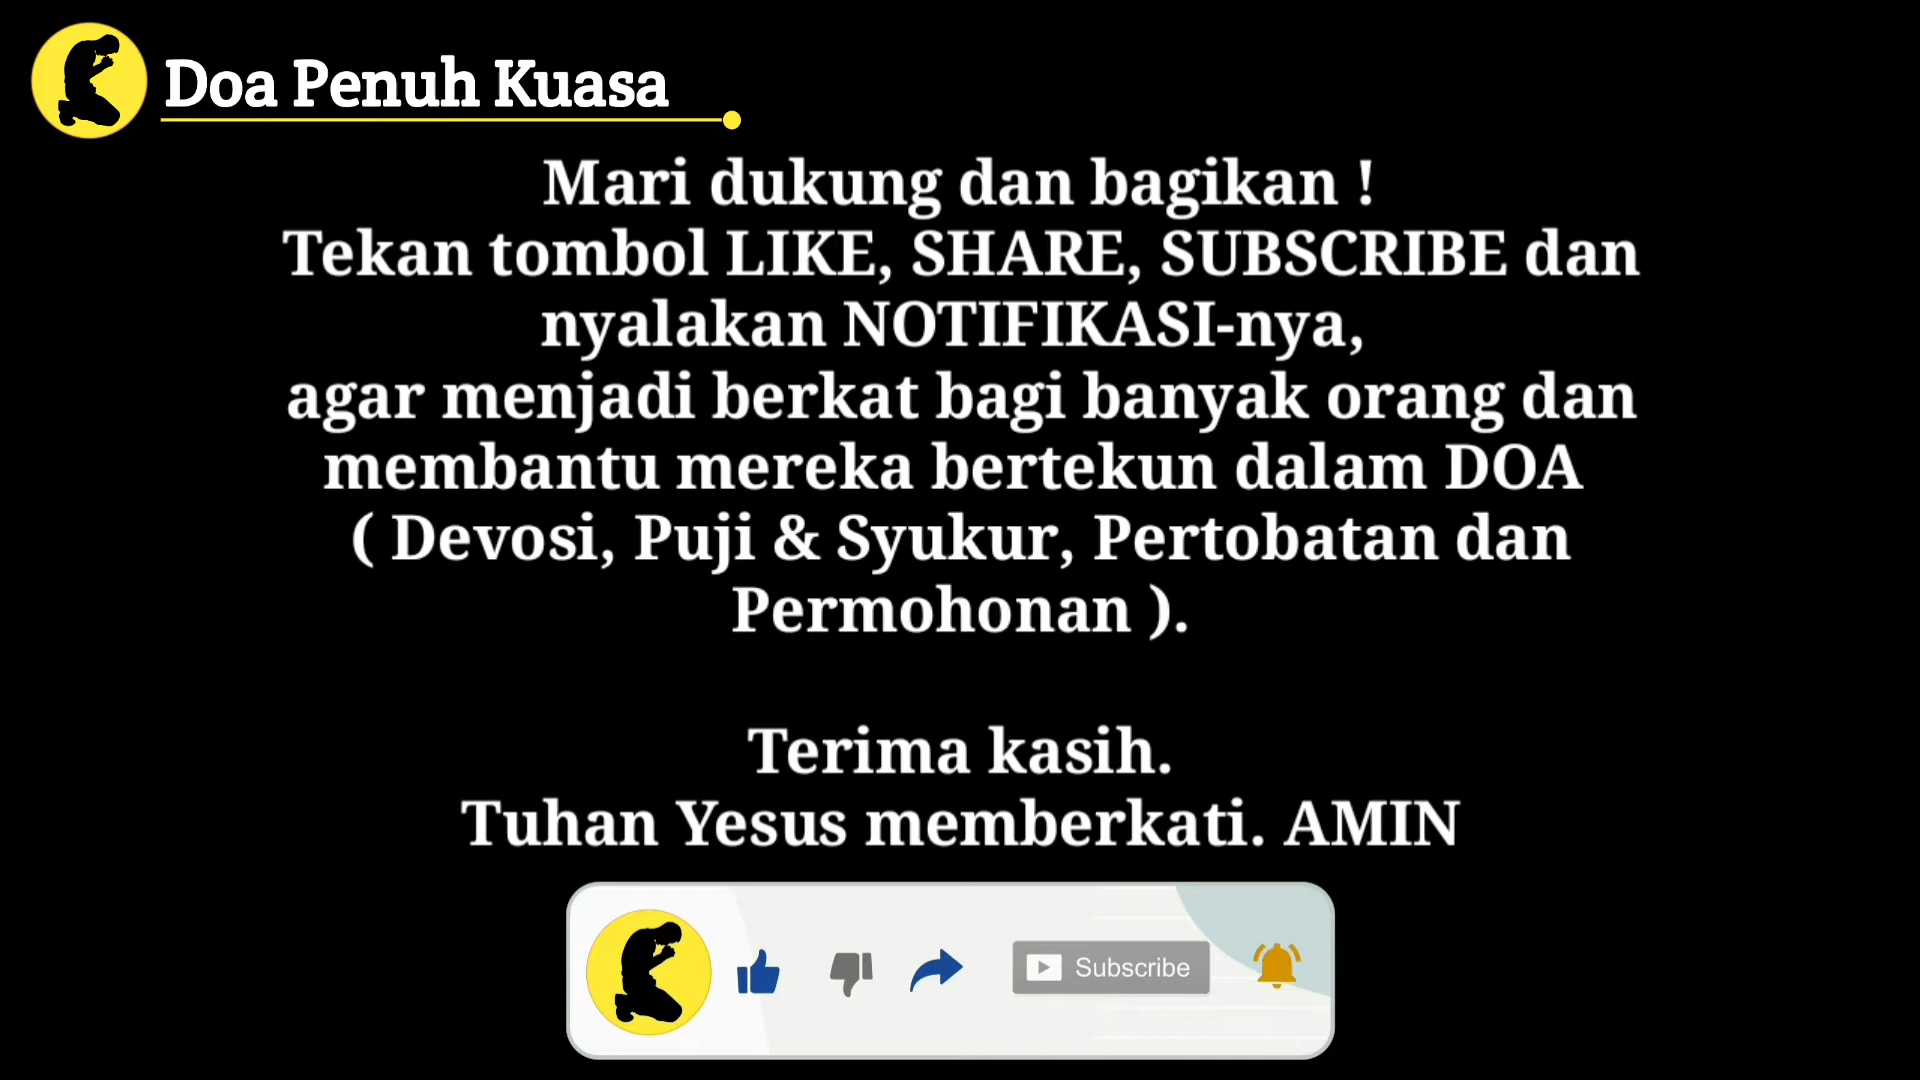 Doa Penuh Kuasa
Mari dukung dan bagikan !
Tekan tombol LIKE, SHARE, SUBSCRIBE dan
nyalakan NOTIFIKASI-nya,
agar menjadi berkat bagi banyak orang dan
membantu mereka bertekun dalam DOA
( Devosi, Puji & Syukur, Pertobatan dan
Permohonan ).
Terima kasih.
Tuhan Yesus memberkati. AMIN
Subscribe